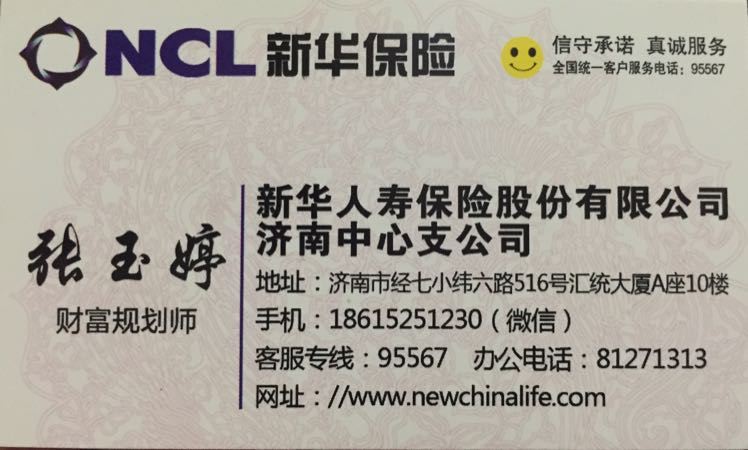 NCL 新华保险
信守承诺 真诚服务
全国统一客户服务电话：95567
张玉婷
财富规划师
新华人寿保险股份有限公司
济南中心支公司
地址：济南市经七小纬六路516号汇统大厦A座10楼
手机：18615251230（微信）
客服专线：95567 办公电话：81271313
网址：//www.newchinalife.com